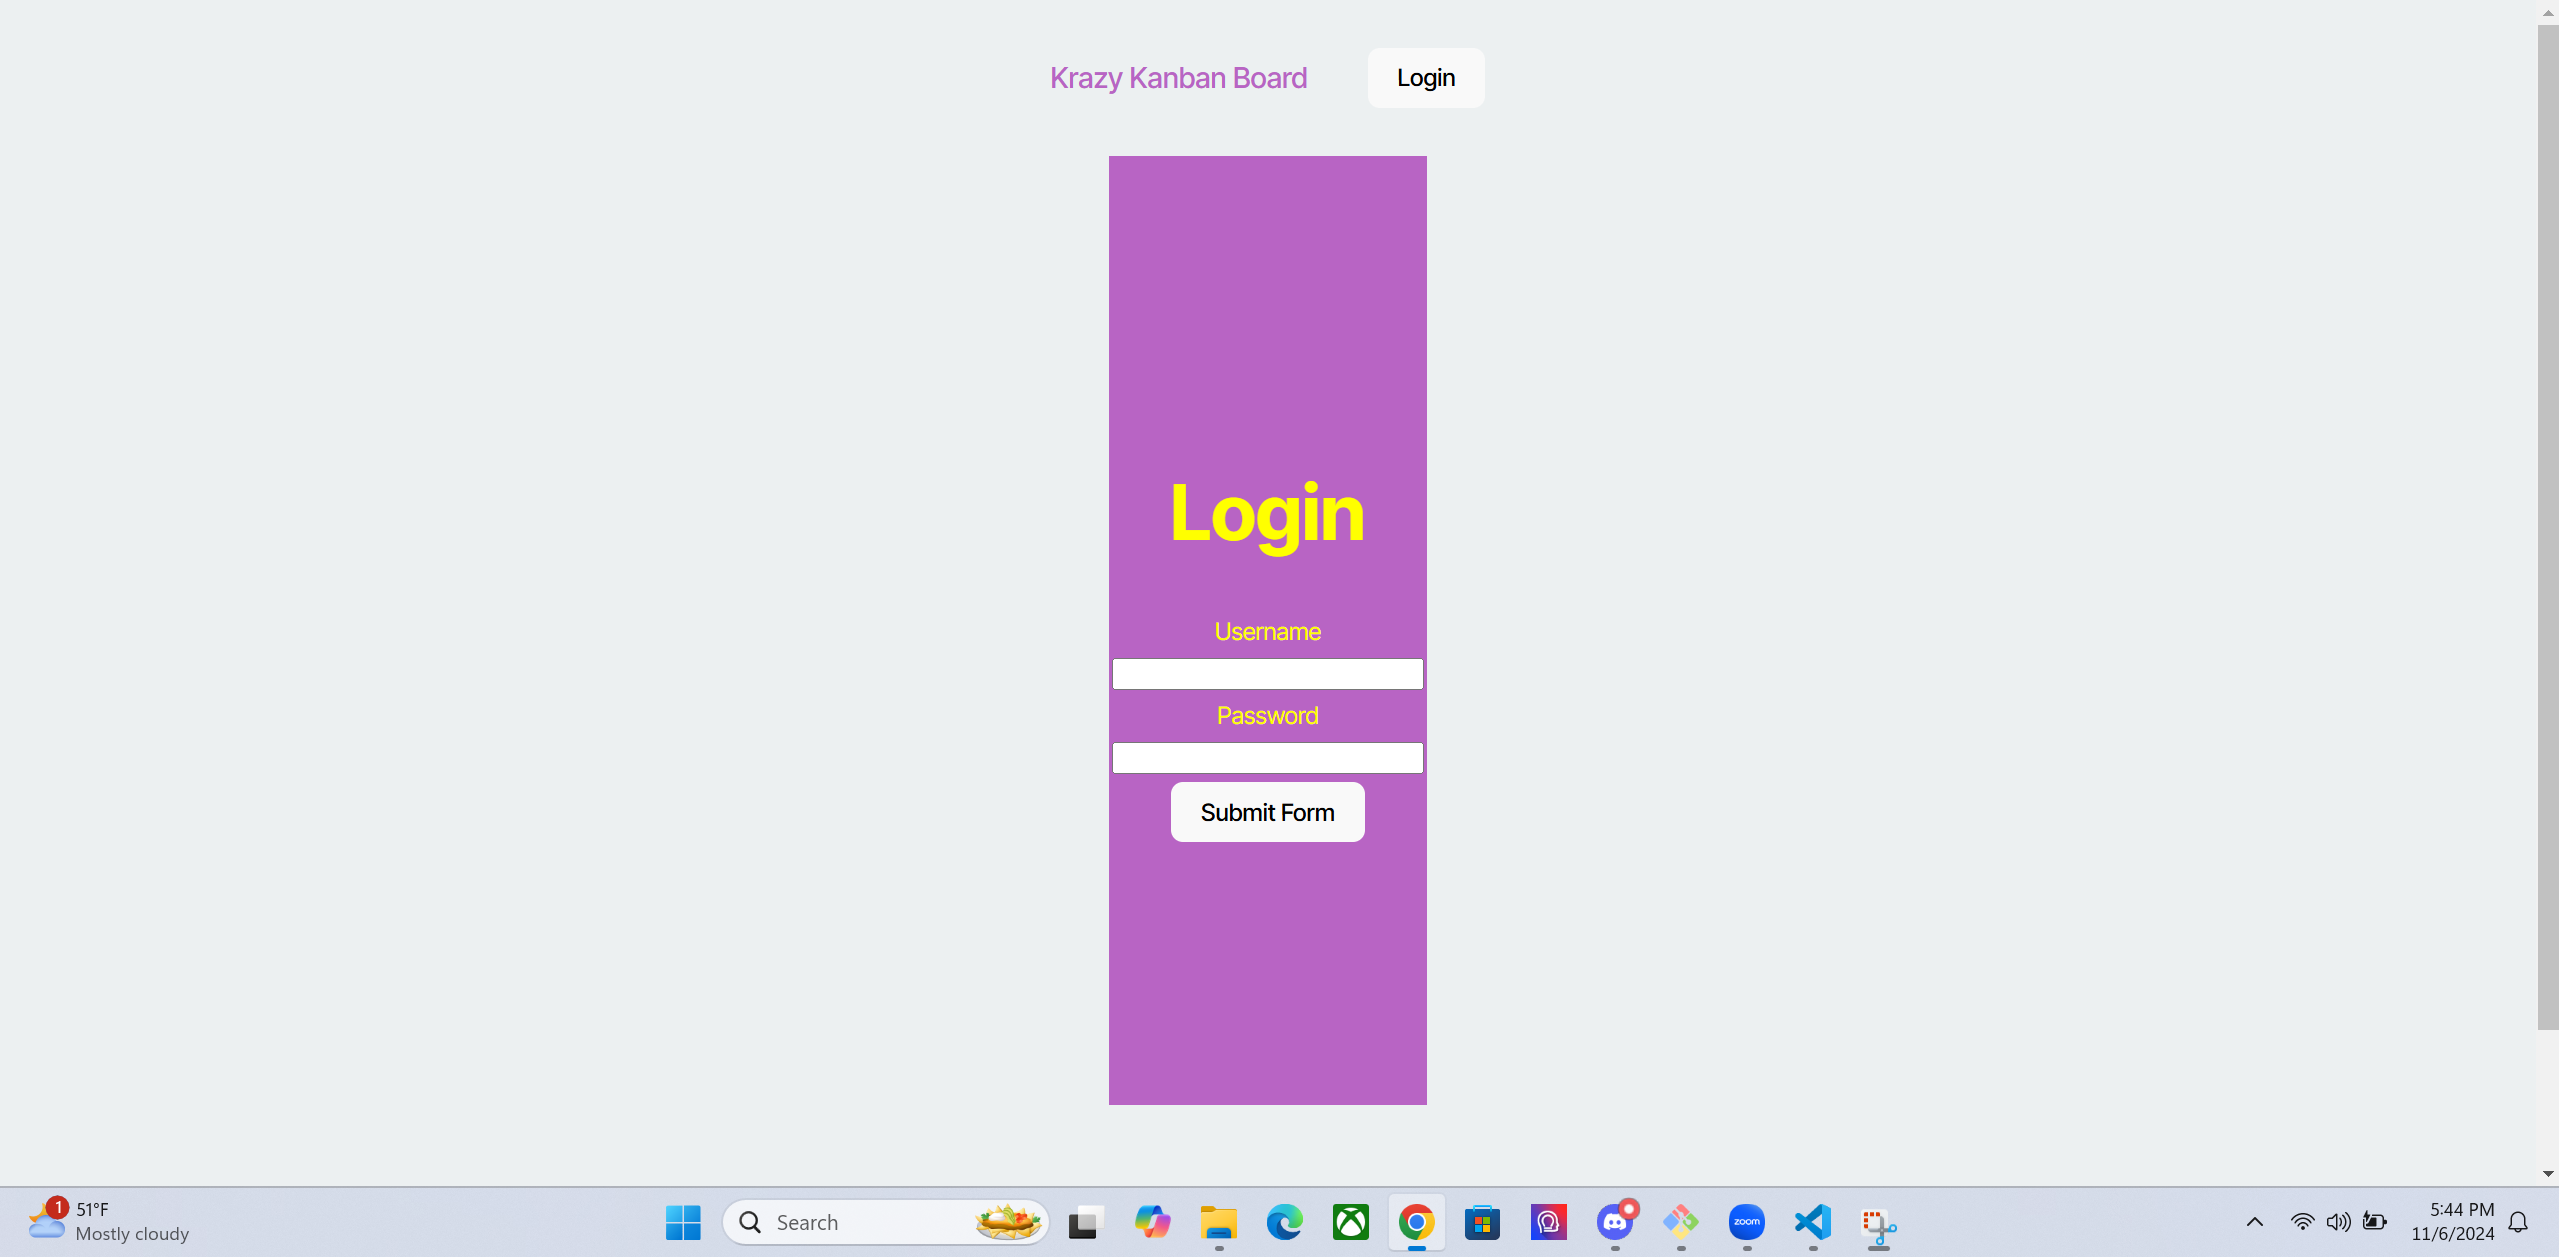 Krazy Kanban Board
Login
Login
Username
Password
Submit Form
1
51°F
Mostly cloudy
Search
zoom
5:44 PM
11/6/2024